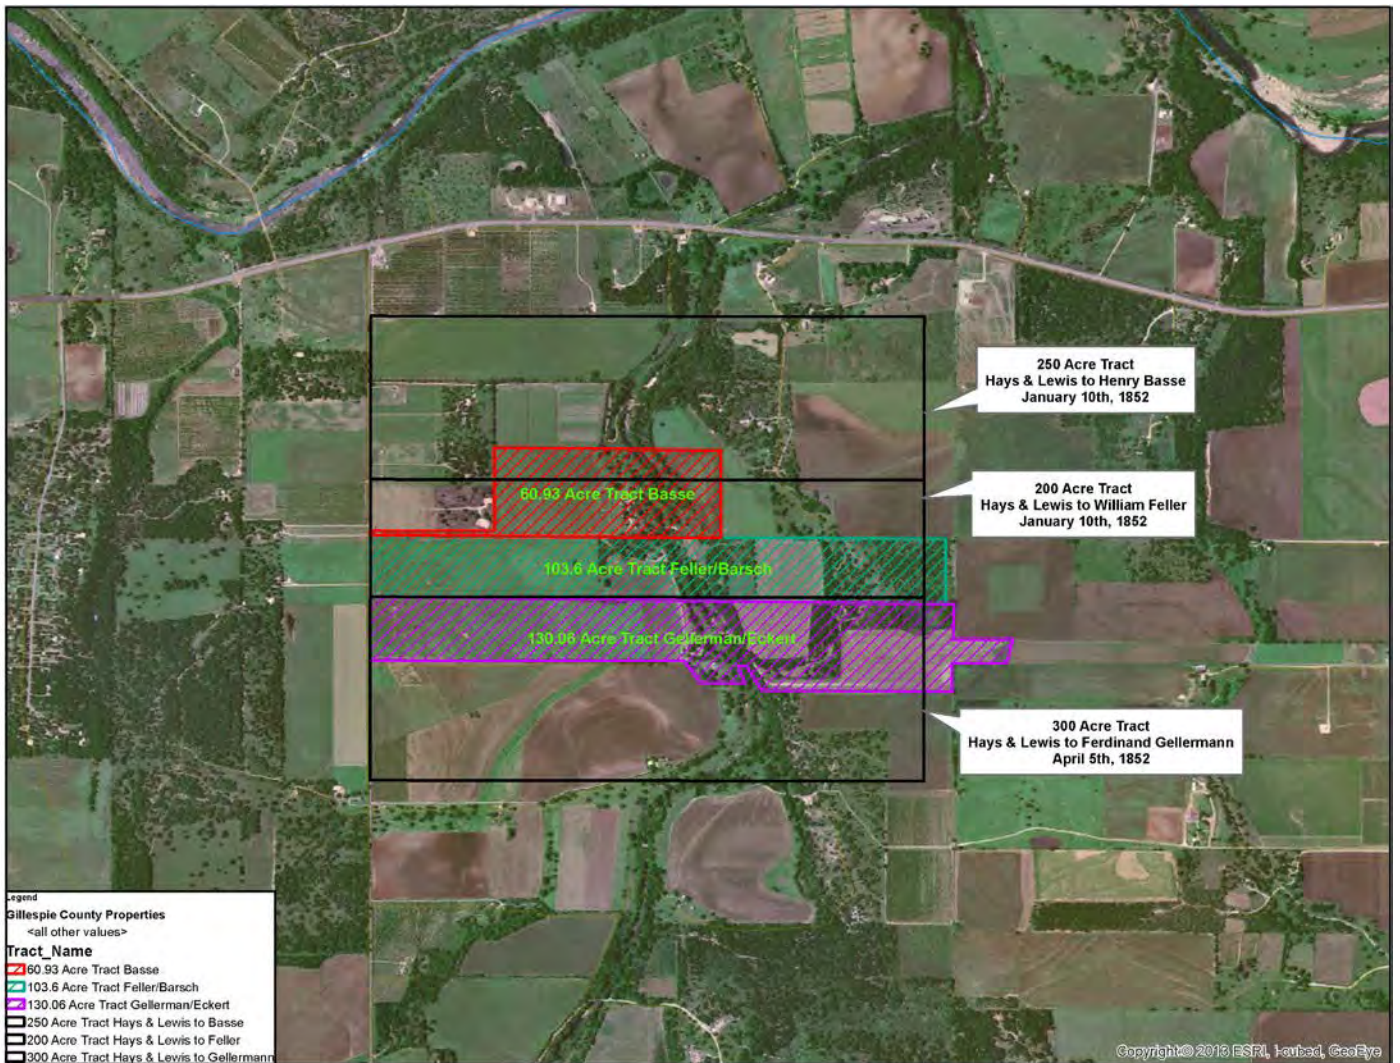 250 Acre Tract
Hays & Lewis to Henry Basse
January 10th, 1852
60.93 Acre Tract Basse
200 Acre Tract
Hays & Lewis to William Feller
January 10th, 1852
103.6 Acre Tract Feller/Barsch
130.06 Acre Tract Gellerman/Eckert
300 Acre Tract
Hays & Lewis to Ferdinand Gellermann
April 5th, 1852
Legend
Gillespie County Properties
<all other values>
Tract_Name
60.93 Acre Tract Basse
103.6 Acre Tract Feller/Barsch
130.06 Acre Tract Gellerman/Eckert
250 Acre Tract Hays & Lewis to Basse
200 Acre Tract Hays & Lewis to Feller
300 Acre Tract Hays & Lewis to Gellermann
Copyright:© 2013 ESRI, i-cubed, GeoEye